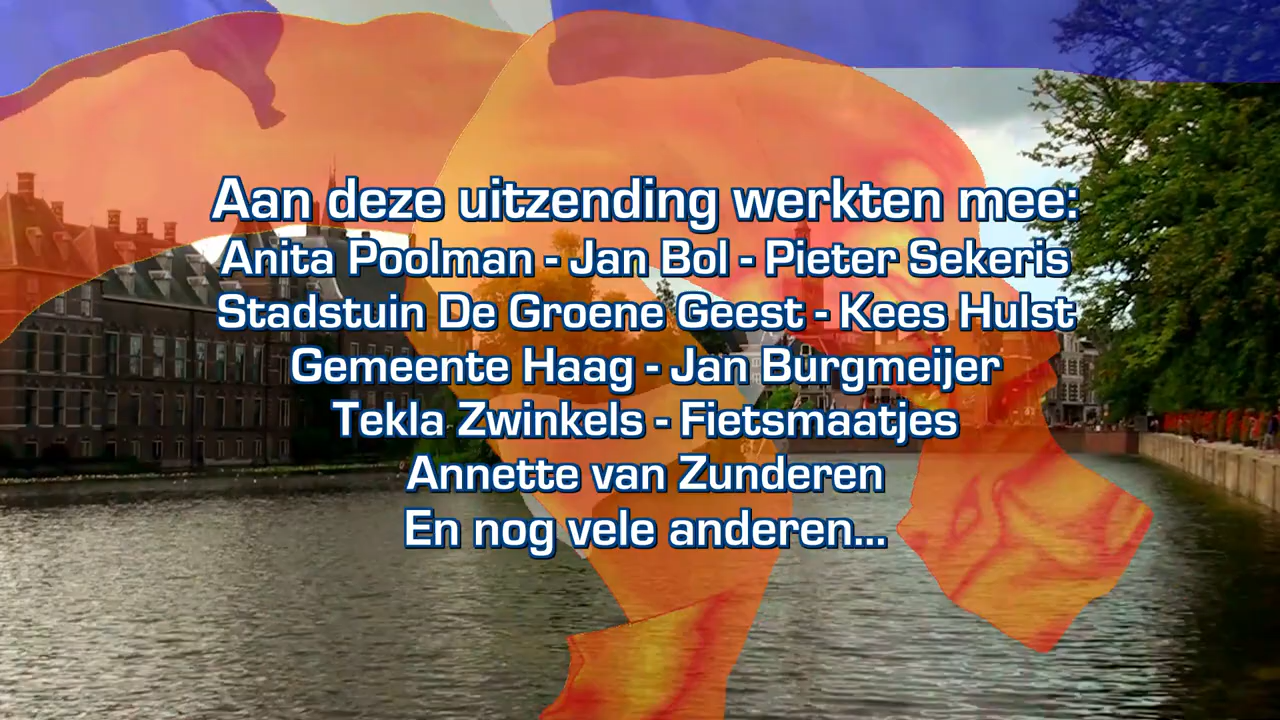 Aan deze uitzending werkten mee:
Anita Poolman - Jan Bol - Pieter Sekeris
Stadstuin De Groene Geest - Kees Hulst
Gemeente Haag - Jan Burgmeijer
Tekla Zwinkels - Fietsmaatjes
Annette van Zunderen
En nog vele anderen...